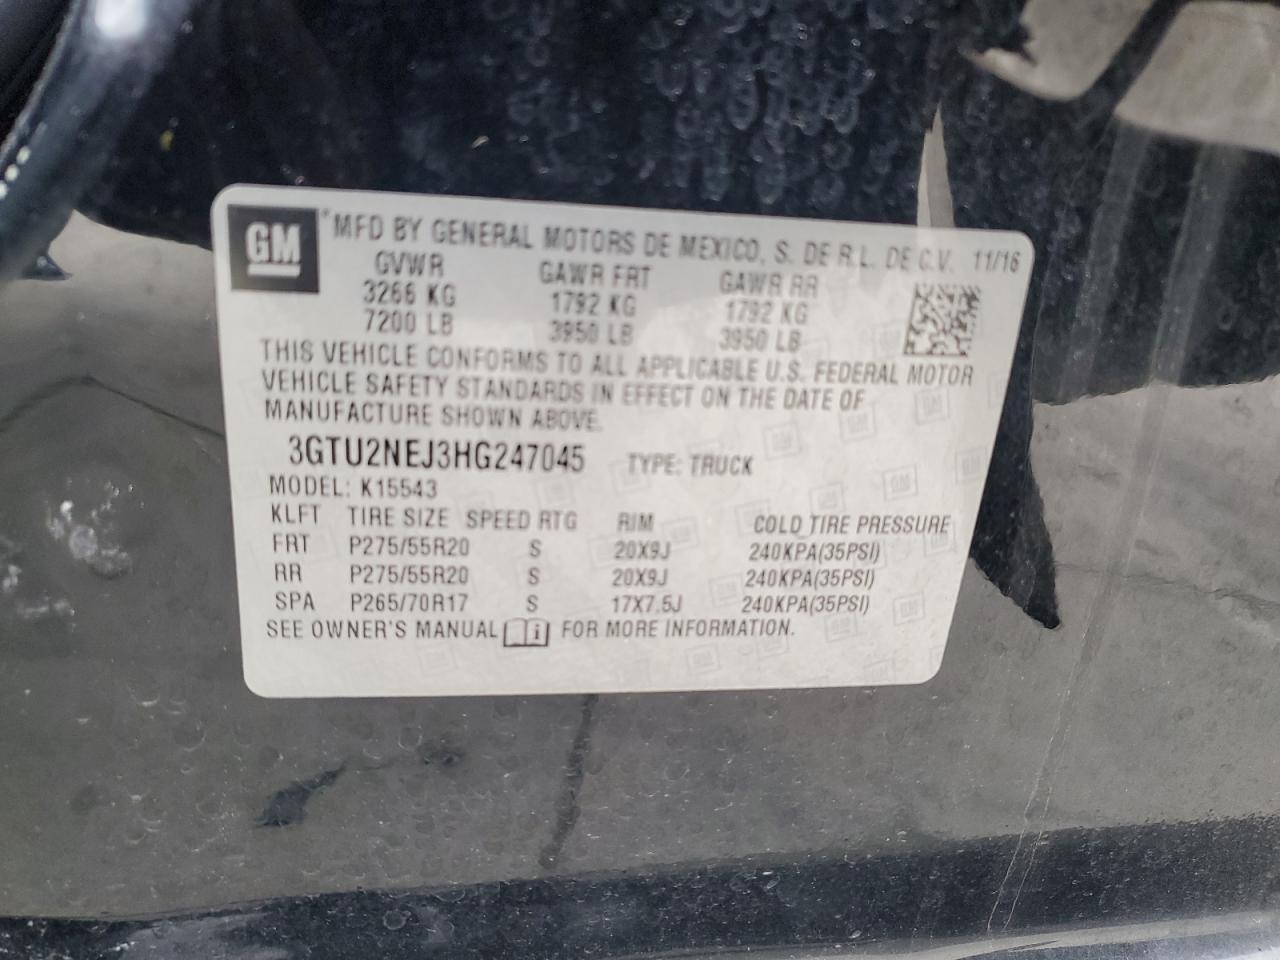 GM * MFD BY GENERAL MOTORS DE MEXICO, S. DE R.L. DE C.V. 11/16
GVWR GAWR FRT GAWR RR
3266 KG 1792 KG 1792 KG
7200 LB 3950 LB 3950 LB
THIS VEHICLE CONFORMS TO ALL APPLICABLE U.S. FEDERAL MOTOR
VEHICLE SAFETY STANDARDS IN EFFECT ON THE DATE OF
MANUFACTURE SHOWN ABOVE.
3GTU2NEJ3HG247045 TYPE: TRUCK
MODEL: K15543
KLFT TIRE SIZE SPEED RTG RIM COLD TIRE PRESSURE
FRT P275/55R20 S 20X9J 240KPA(35PSI)
RR P275/55R20 S 20X9J 240KPA(35PSI)
SPA P265/70R17 S 17X7.5J 240KPA(35PSI)
SEE OWNER'S MANUAL i FOR MORE INFORMATION.